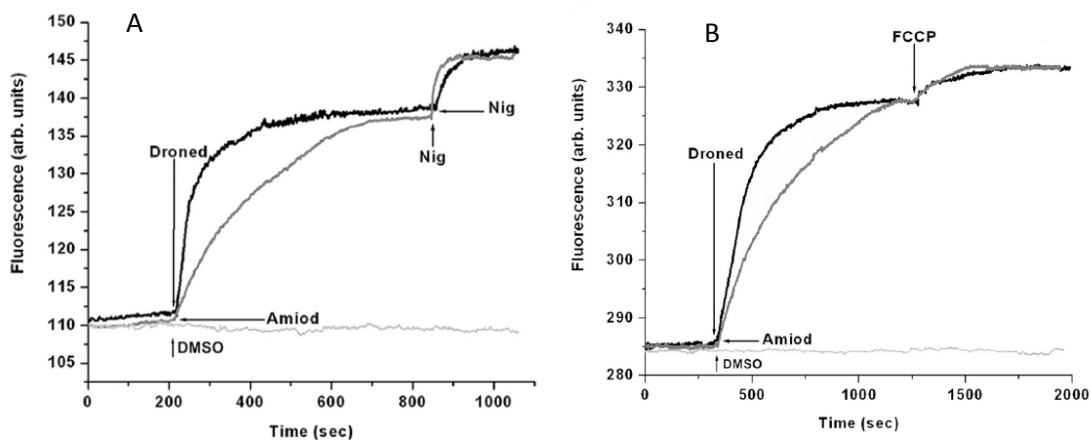 A
150
145
140
135
130
125
120
115
110
105
Fluorescence (arb. units)
Droned
Nig
Nig
Amiod
DMSO
0
200
400
600
800
1000
Time (sec)
B
FCCP
340
330
320
310
300
290
280
Fluorescence (arb. units)
Droned
Amiod
DMSO
0
500
1000
1500
2000
Time (sec)